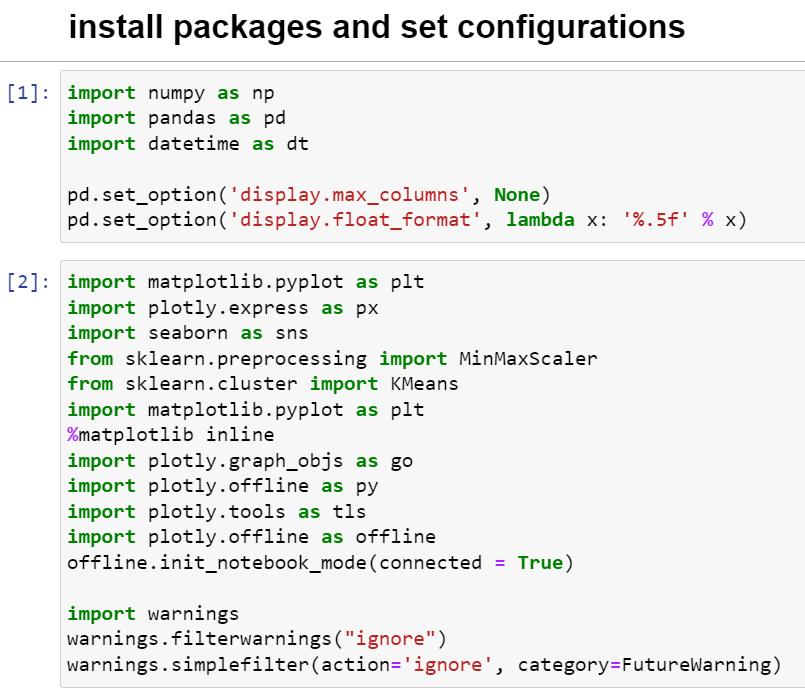 install packages and set configurations
[1]: import numpy as np
import pandas as pd
import datetime as dt
pd.set_option('display.max_columns', None)
pd.set_option('display.float_format', lambda x: '%.5f' % x)
[2]: import matplotlib.pyplot as plt
import plotly.express as px
import seaborn as sns
from sklearn.preprocessing import MinMaxScaler
from sklearn.cluster import KMeans
import matplotlib.pyplot as plt
%matplotlib inline
import plotly.graph_objs as go
import plotly.offline as py
import plotly.tools as tls
import plotly.offline as offline
offline.init_notebook_mode(connected = True)
import warnings
warnings.filterwarnings("ignore")
warnings.simplefilter(action='ignore', category=FutureWarning)